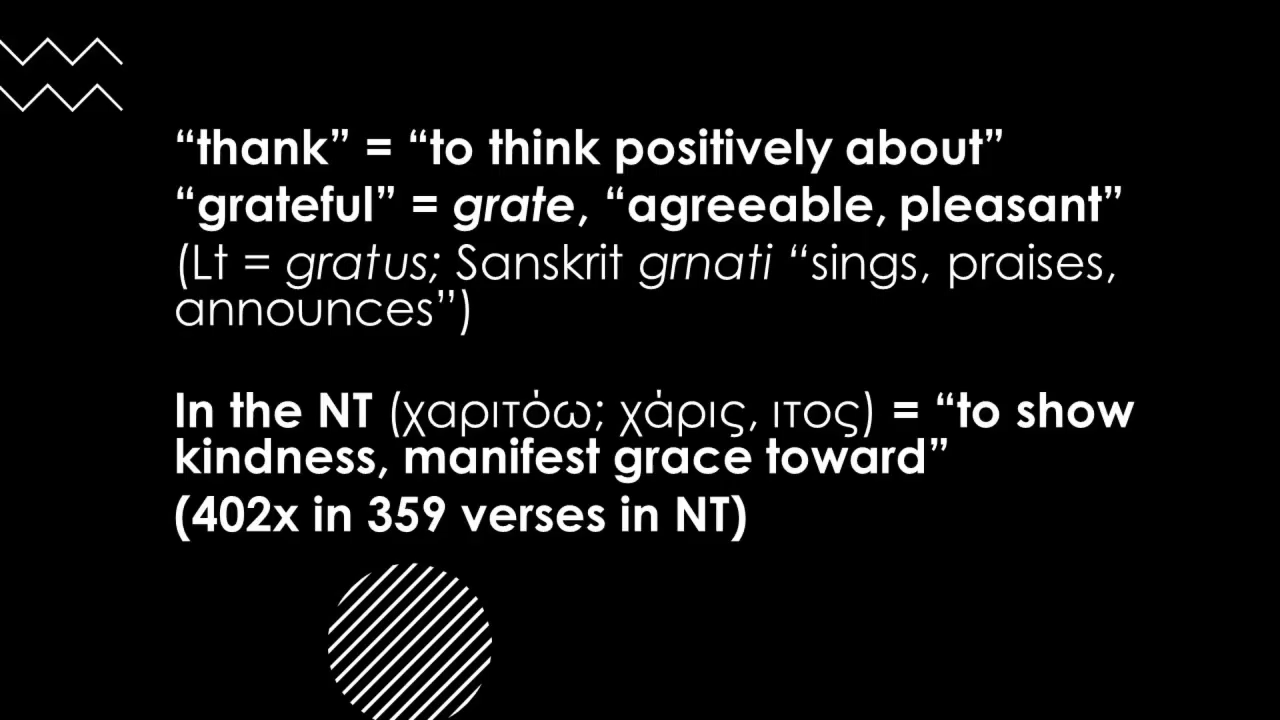 “thank” = “to think positively about”
“grateful” = grate, “agreeable, pleasant”
(Lt = gratus; Sanskrit grnati “sings, praises,
announces”)
In the NT (χαριτόω; χάρις, ιτος) = “to show
kindness, manifest grace toward”
(402x in 359 verses in NT)